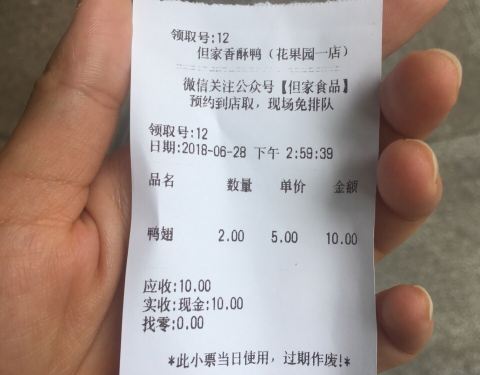 领取号:12
但家香酥鸭（花果园一店）
微信关注公众号【但家食品】
预约到店取，现场免排队
领取号:12
日期:2018-06-28 下午 2:59:39
品名 数量 单价 金额
鸭翅 2.00 5.00 10.00
应收:10.00
实收:现金:10.00
找零:0.00
*此小票当日使用，过期作废!*